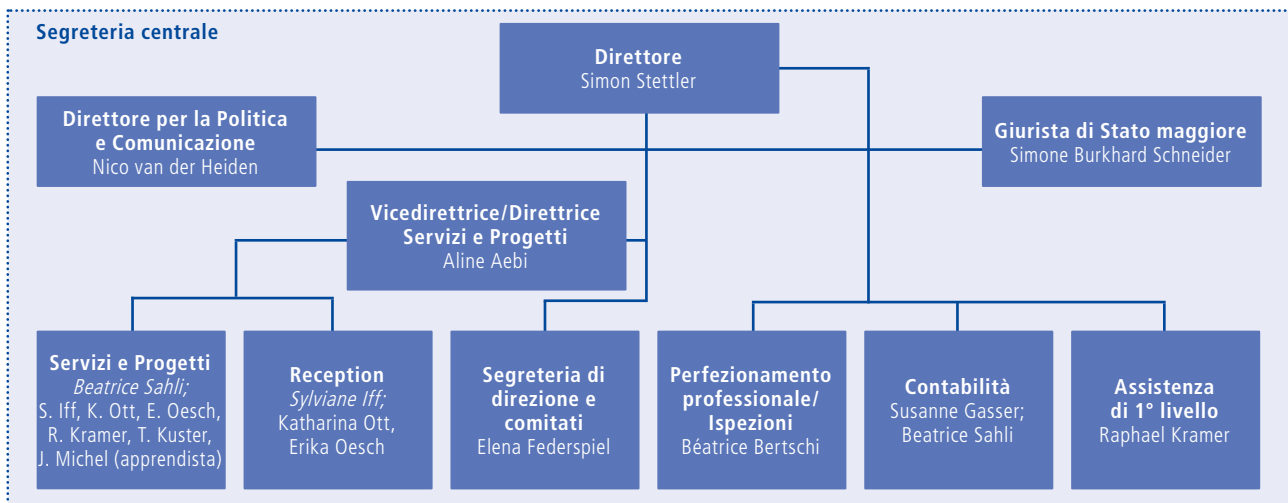 Segreteria centrale
Direttore
Simon Stettler
Direttore per la Politica
e Comunicazione
Nico van der Heiden
Giurista di Stato maggiore
Simone Burkhard Schneider
Vicedirettrice/Direttrice
Servizi e Progetti
Aline Aebi
Servizi e Progetti
Beatrice Sahli;
S. Iff, K. Ott, E. Oesch,
R. Kramer, T. Kuster,
J. Michel (apprendista)
Reception
Sylviane Iff;
Katharina Ott,
Erika Oesch
Segreteria di
direzione e
comitati
Elena Federspiel
Perfezionamento
professionale/
Ispezioni
Béatrice Bertschi
Contabilità
Susanne Gasser;
Beatrice Sahli
Assistenza
di 1° livello
Raphael Kramer